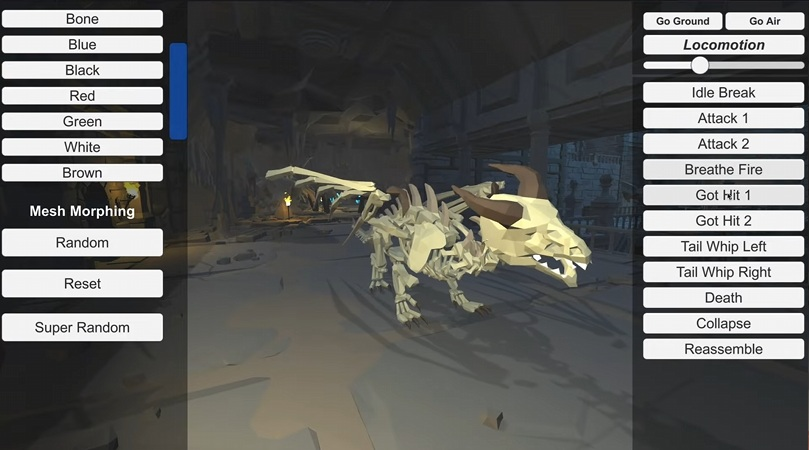 Bone
Blue
Black
Red
Green
White
Brown
Mesh Morphing
Random
Reset
Super Random
Go Ground
Go Air
Locomotion
Idle Break
Attack 1
Attack 2
Breathe Fire
Got Hit 1
Got Hit 2
Tail Whip Left
Tail Whip Right
Death
Collapse
Reassemble